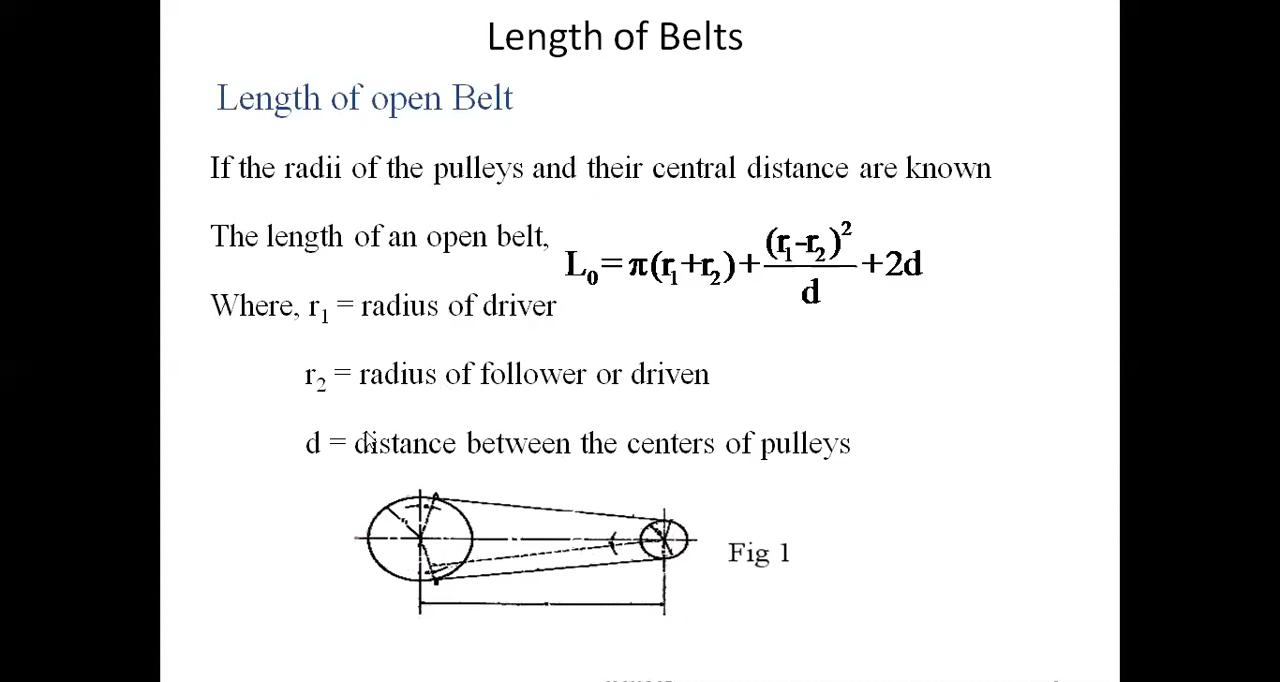 Length of Belts
Length of open Belt
If the radii of the pulleys and their central distance are known
The length of an open belt, L₀=π(r₁+r₂)+(r₁-r₂)²/d+2d
Where, r₁ = radius of driver
r₂ = radius of follower or driven
d = distance between the centers of pulleys
Fig 1